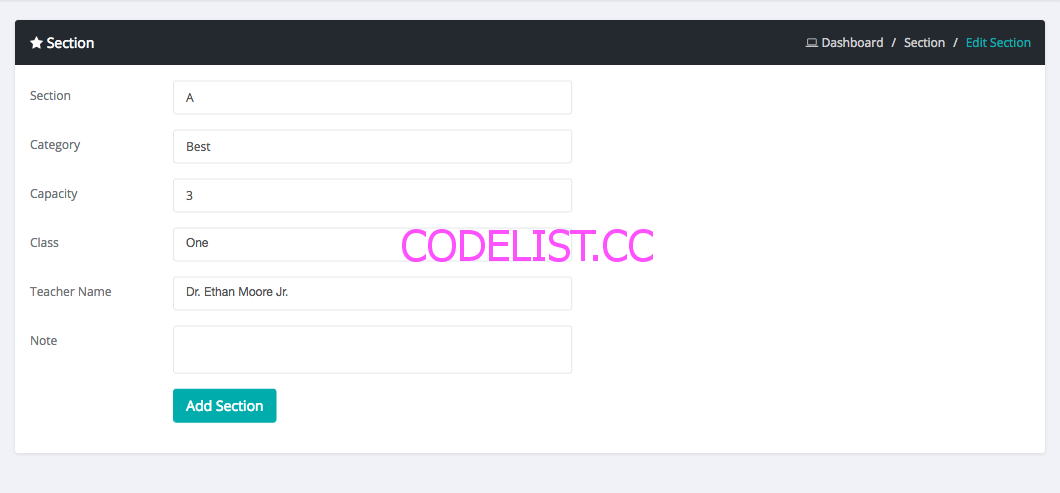 Section
Dashboard / Section / Edit Section
Section A
Category Best
Capacity 3
Class One
CODELIST.CC
Teacher Name Dr. Ethan Moore Jr.
Note
Add Section